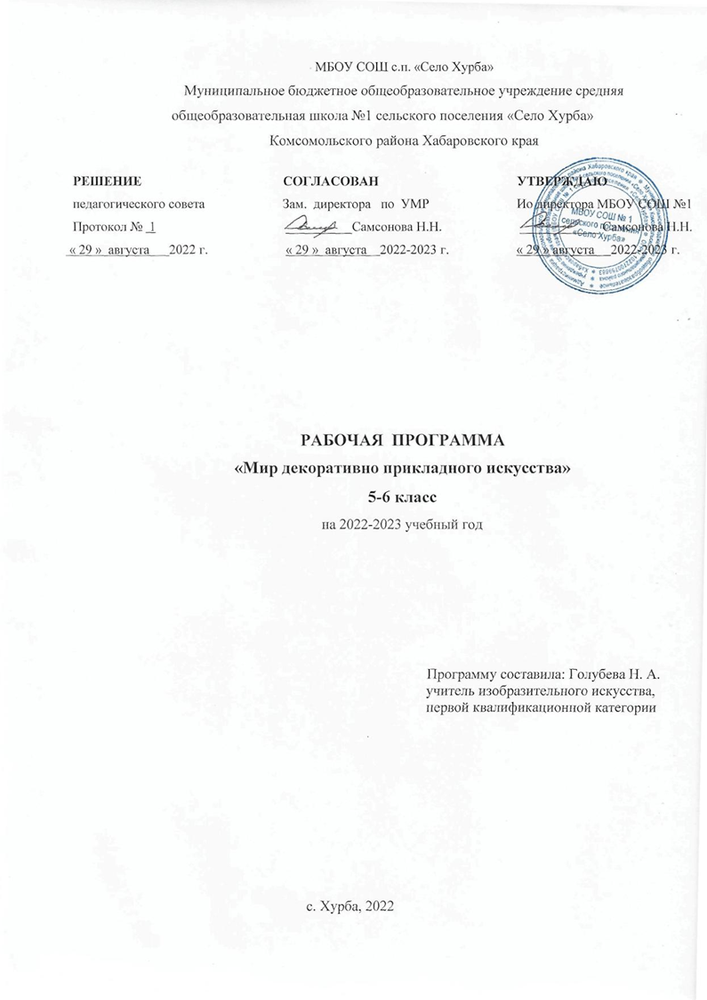 МБОУ СОШ с.п. «Село Хурба»
Муниципальное бюджетное общеобразовательное учреждение средняя
общеобразовательная школа №1 сельского поселения «Село Хурба»
Комсомольского района Хабаровского края
РЕШЕНИЕ
педагогического совета
Протокол № 1
« 29 » августа 2022 г.
СОГЛАСОВАН
Зам. директора по УМР
Самсонова Н.Н.
« 29 » августа 2022-2023 г.
УТВЕРЖДАЮ
Ио директора МБОУ СОШ №1
Самсонова Н.Н.
« 29 » августа 2022-2023 г.
МБОУ СОШ № 1
сельского поселения
«Село Хурба»
РАБОЧАЯ ПРОГРАММА
«Мир декоративно прикладного искусства»
5-6 класс
на 2022-2023 учебный год
Программу составила: Голубева Н. А.
учитель изобразительного искусства,
первой квалификационной категории
с. Хурба, 2022